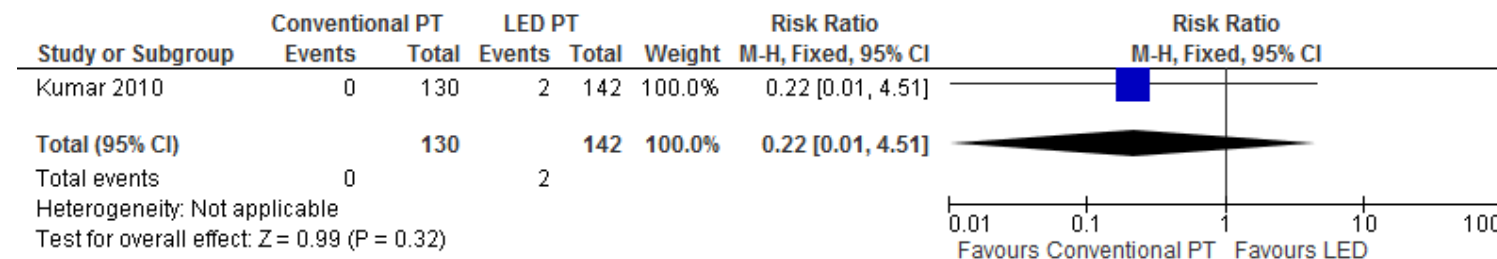 Conventional PT LED PT Risk Ratio Risk Ratio
Study or Subgroup Events Total Events Total Weight M-H, Fixed, 95% CI M-H, Fixed, 95% CI
Kumar 2010 0 130 2 142 100.0% 0.22 [0.01, 4.51]
Total (95% CI) 130 142 100.0% 0.22 [0.01, 4.51]
Total events 0 2
Heterogeneity: Not applicable
Test for overall effect: Z = 0.99 (P = 0.32)
0.01 0.1 1 10 100
Favours Conventional PT Favours LED